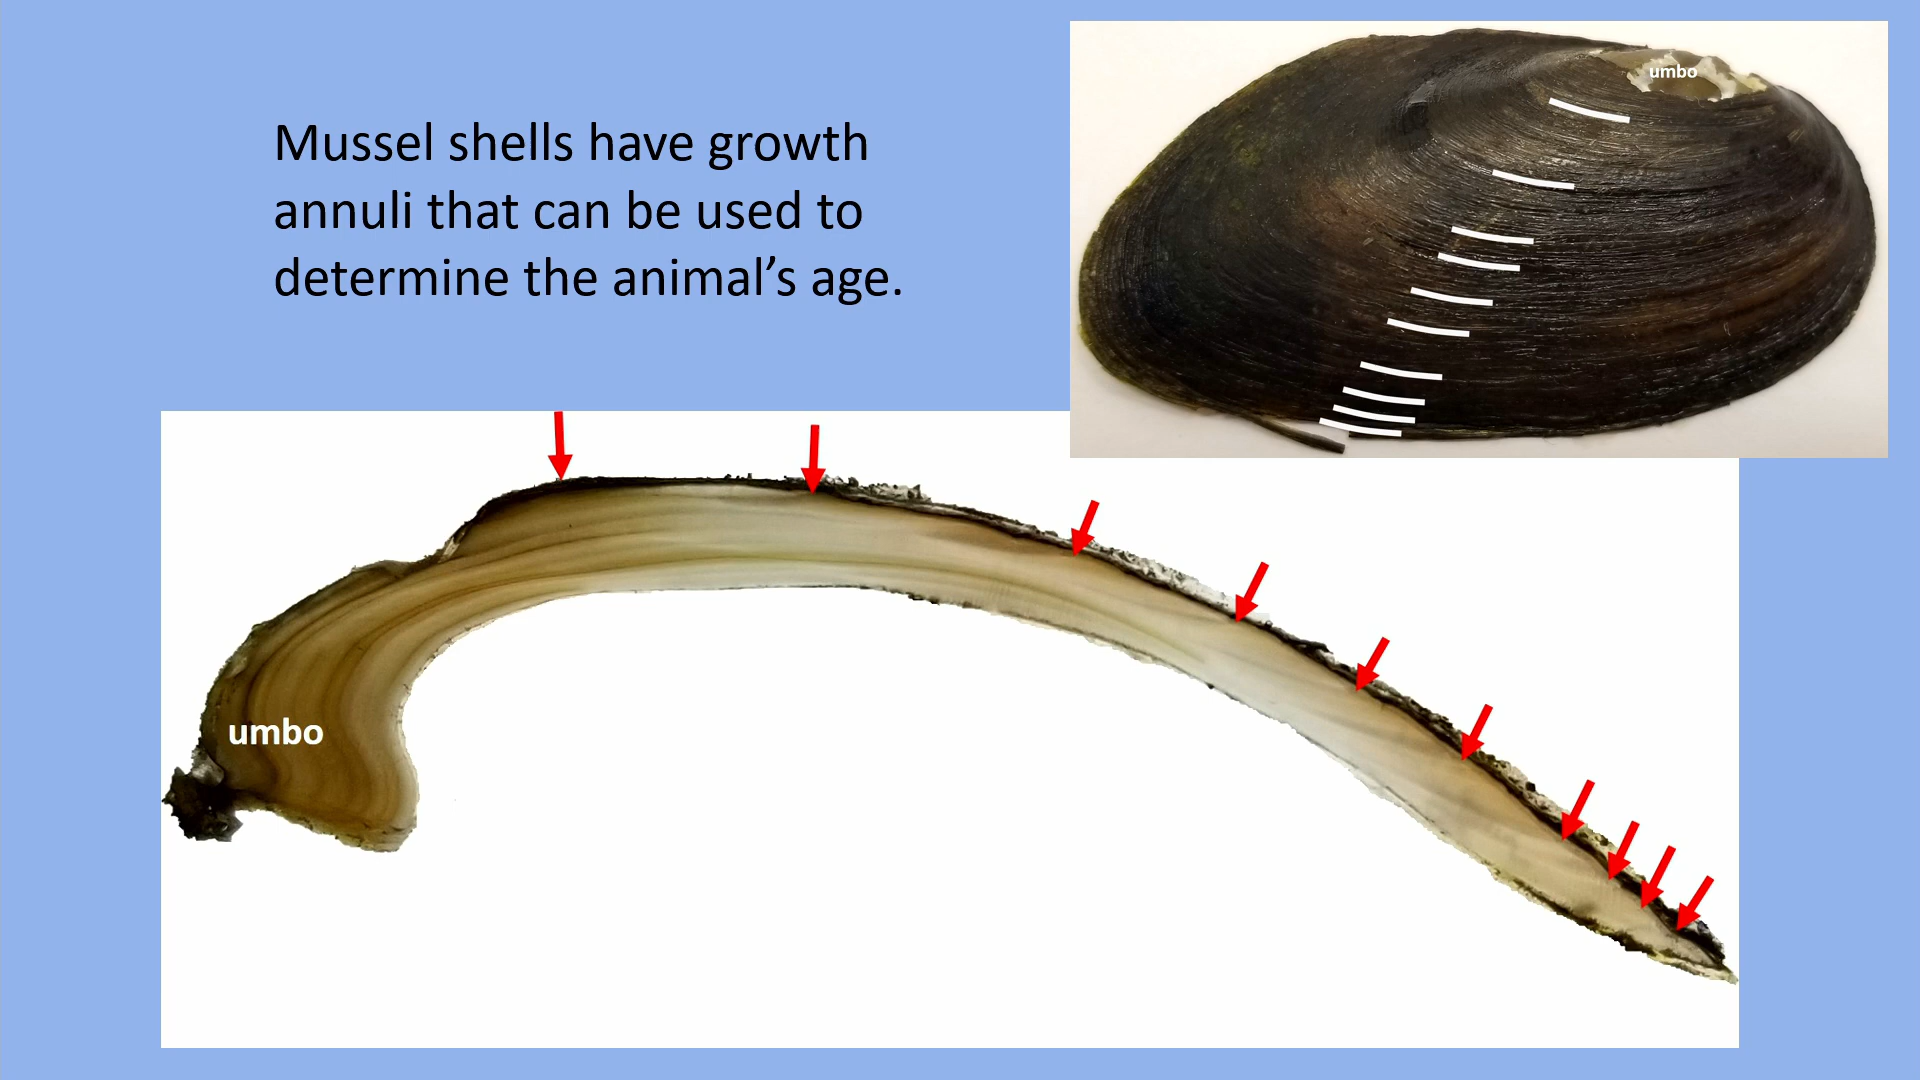 Mussel shells have growth
annuli that can be used to
determine the animal’s age.
umbo
umbo